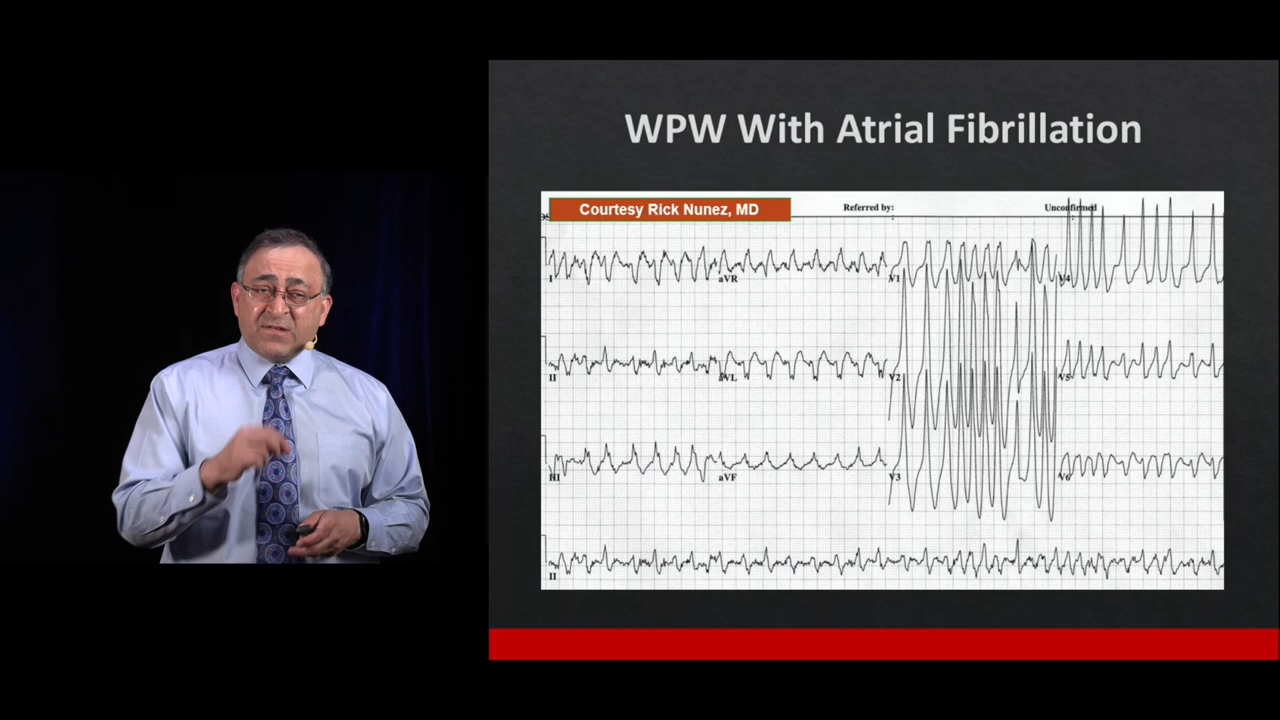 WPW With Atrial Fibrillation
Courtesy Rick Nunez, MD
Referred by:
Unconfirmed
I
aVR
V1
V4
II
aVL
V2
V5
III
aVF
V3
V6
II